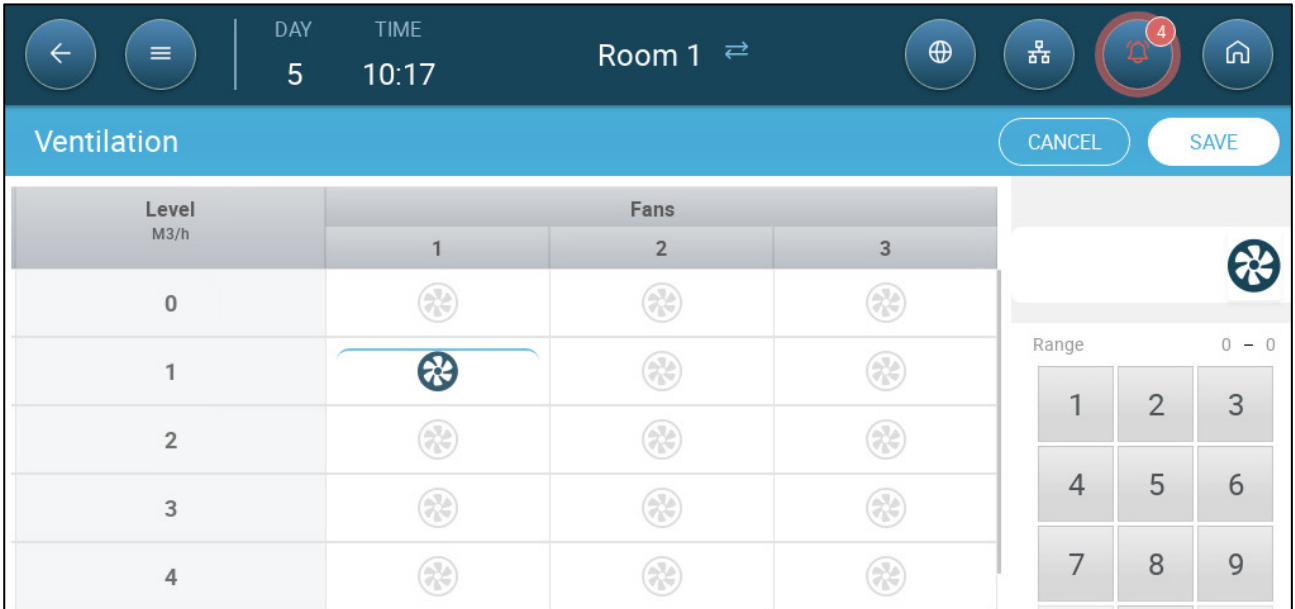 DAY TIME
5 10:17
Room 1
4
Ventilation
CANCEL SAVE
Level Fans
M3/h
1 2 3
0
1
2
3
4
Range 0 – 0
1 2 3
4 5 6
7 8 9